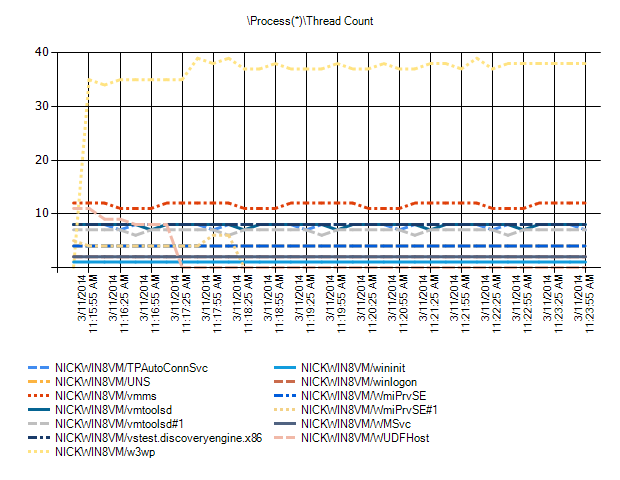 \Process(*)\Thread Count
40
30
20
10
3/11/2014
11:15:55 AM
3/11/2014
11:16:25 AM
3/11/2014
11:16:55 AM
3/11/2014
11:17:25 AM
3/11/2014
11:17:55 AM
3/11/2014
11:18:25 AM
3/11/2014
11:18:55 AM
3/11/2014
11:19:25 AM
3/11/2014
11:19:55 AM
3/11/2014
11:20:25 AM
3/11/2014
11:20:55 AM
3/11/2014
11:21:25 AM
3/11/2014
11:21:55 AM
3/11/2014
11:22:25 AM
3/11/2014
11:22:55 AM
3/11/2014
11:23:25 AM
3/11/2014
11:23:55 AM
NICKWIN8VM/TPAutoConnSvc
NICKWIN8VM/UNS
NICKWIN8VM/vmms
NICKWIN8VM/vmtoolsd
NICKWIN8VM/vmtoolsd#1
NICKWIN8VM/vstest.discoveryengine.x86
NICKWIN8VM/w3wp
NICKWIN8VM/wininit
NICKWIN8VM/winlogon
NICKWIN8VM/WmiPrvSE
NICKWIN8VM/WmiPrvSE#1
NICKWIN8VM/WMSvc
NICKWIN8VM/WUDFHost